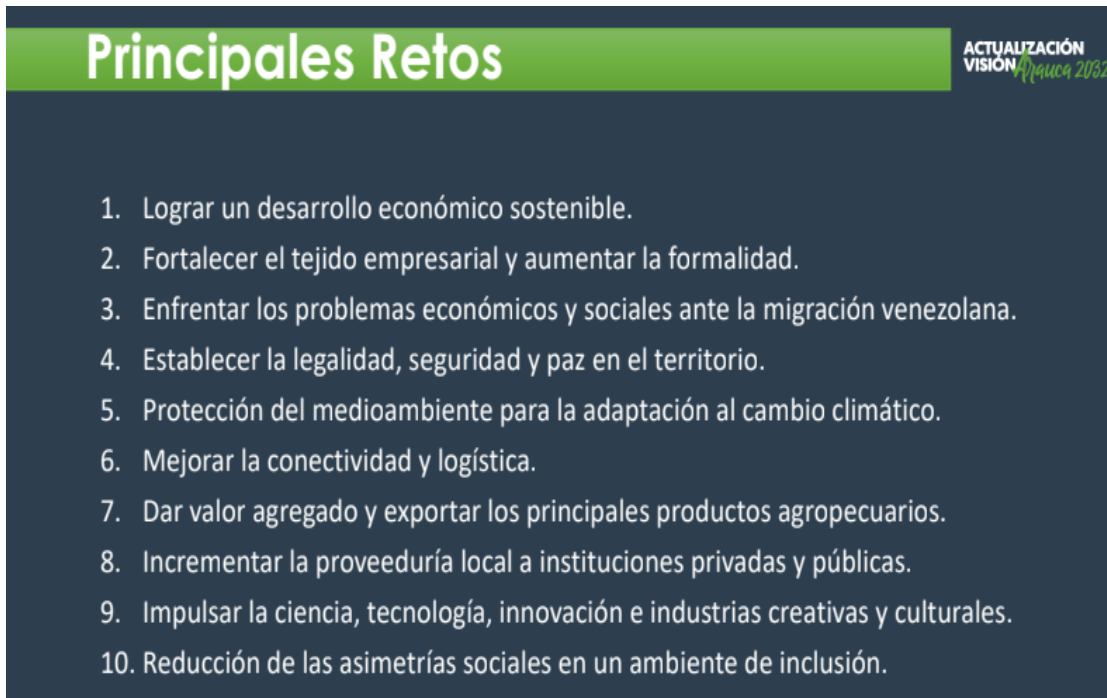 Principales Retos
ACTUALIZACIÓN
VISIÓN Arauca 2032
1. Lograr un desarrollo económico sostenible.
2. Fortalecer el tejido empresarial y aumentar la formalidad.
3. Enfrentar los problemas económicos y sociales ante la migración venezolana.
4. Establecer la legalidad, seguridad y paz en el territorio.
5. Protección del medioambiente para la adaptación al cambio climático.
6. Mejorar la conectividad y logística.
7. Dar valor agregado y exportar los principales productos agropecuarios.
8. Incrementar la proveeduría local a instituciones privadas y públicas.
9. Impulsar la ciencia, tecnología, innovación e industrias creativas y culturales.
10. Reducción de las asimetrías sociales en un ambiente de inclusión.